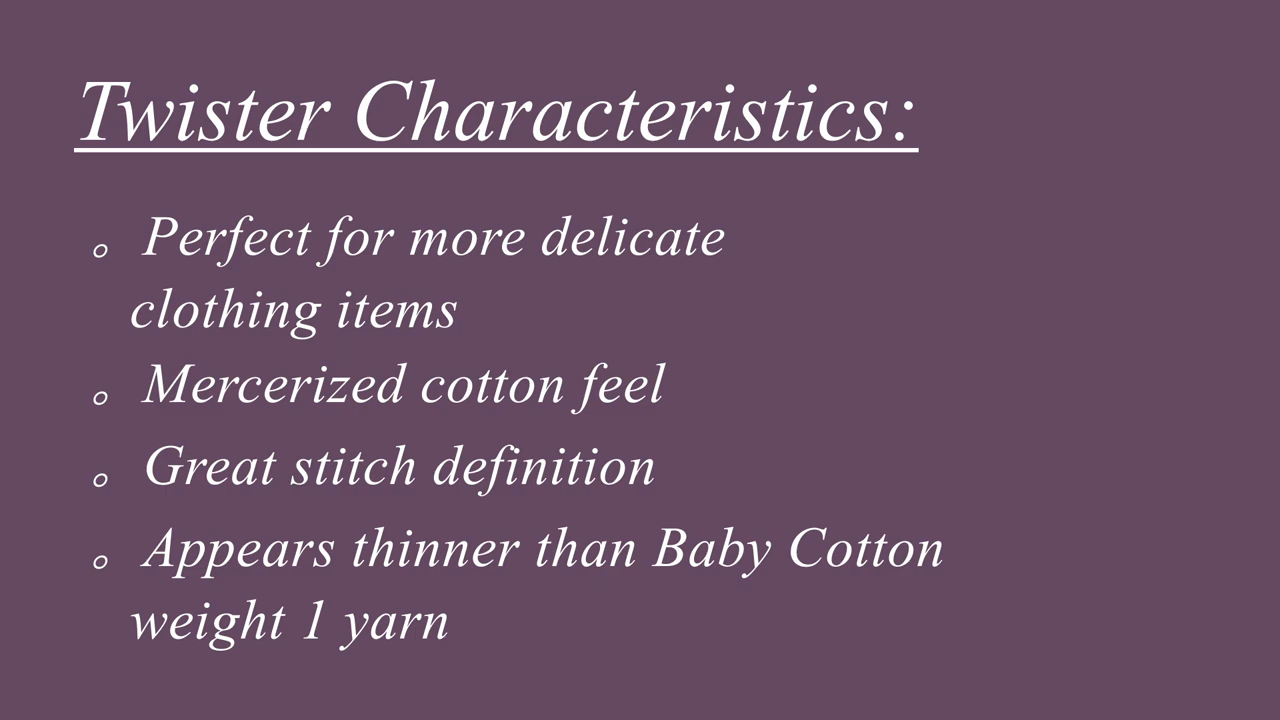 Twister Characteristics:
。Perfect for more delicate
clothing items
。Mercerized cotton feel
。Great stitch definition
。Appears thinner than Baby Cotton
weight 1 yarn